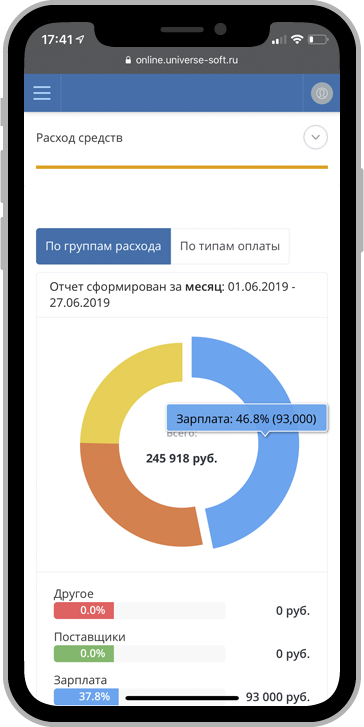 17:41
online.universe-soft.ru
Расход средств
По группам расхода
По типам оплаты
Отчет сформирован за месяц: 01.06.2019 -
27.06.2019
Зарплата: 46.8% (93,000)
Всего:
245 918 руб.
Другое
0.0%
0 руб.
Поставщики
0.0%
0 руб.
Зарплата
37.8%
93 000 руб.